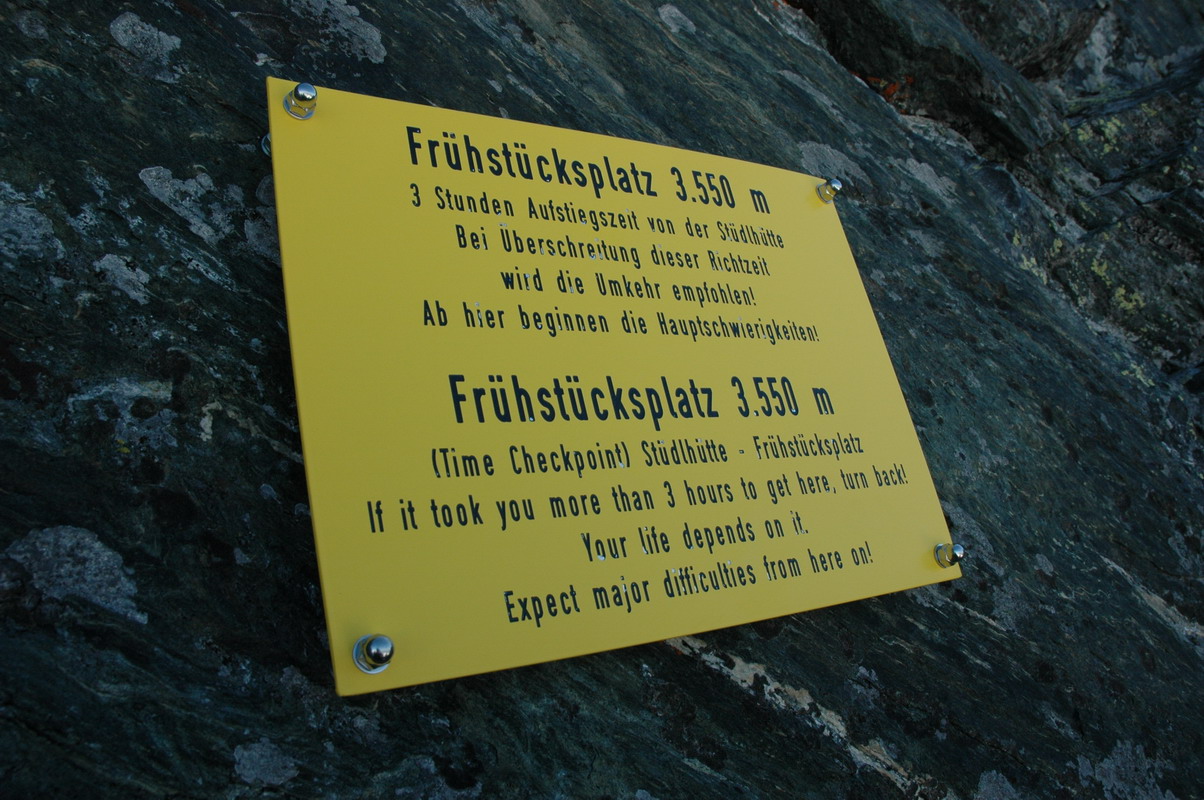 Frühstücksplatz 3.550 m
3 Stunden Aufstiegszeit von der Stüdlhütte
Bei Überschreitung dieser Richtzeit
wird die Umkehr empfohlen!
Ab hier beginnen die Hauptschwierigkeiten!
Frühstücksplatz 3.550 m
(Time Checkpoint) Stüdlhütte - Frühstücksplatz
If it took you more than 3 hours to get here, turn back!
Your life depends on it.
Expect major difficulties from here on!